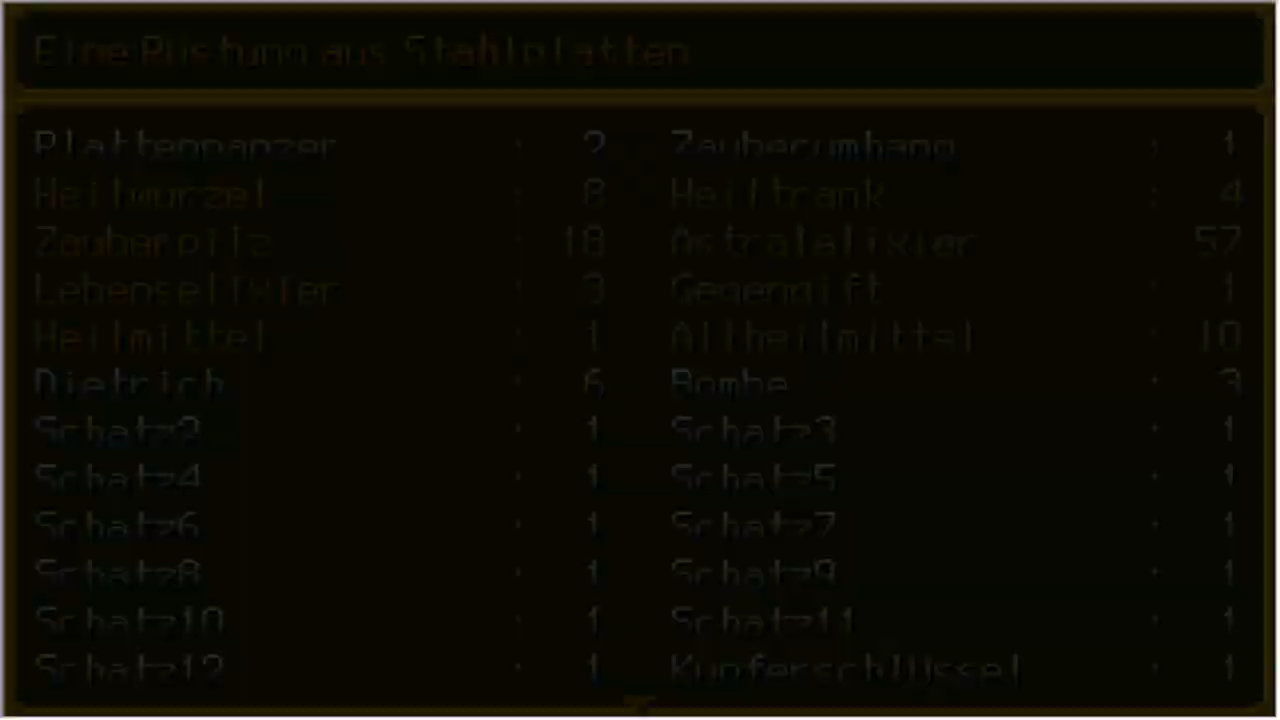 Eine Rüstung aus Stahlplatten
Plattenpanzer : 2 Zauberumhang : 1
Heilwurzel : 8 Heiltrank : 4
Zauberpilz : 18 Astralelixier : 57
Lebenselixier : 3 Gegengift : 1
Heilmittel : 1 Allheilmittel : 10
Dietrich : 6 Bombe : 3
Schatz2 : 1 Schatz3 : 1
Schatz4 : 1 Schatz5 : 1
Schatz6 : 1 Schatz7 : 1
Schatz8 : 1 Schatz9 : 1
Schatz10 : 1 Schatz11 : 1
Schatz12 : 1 Kupferschlüssel : 1